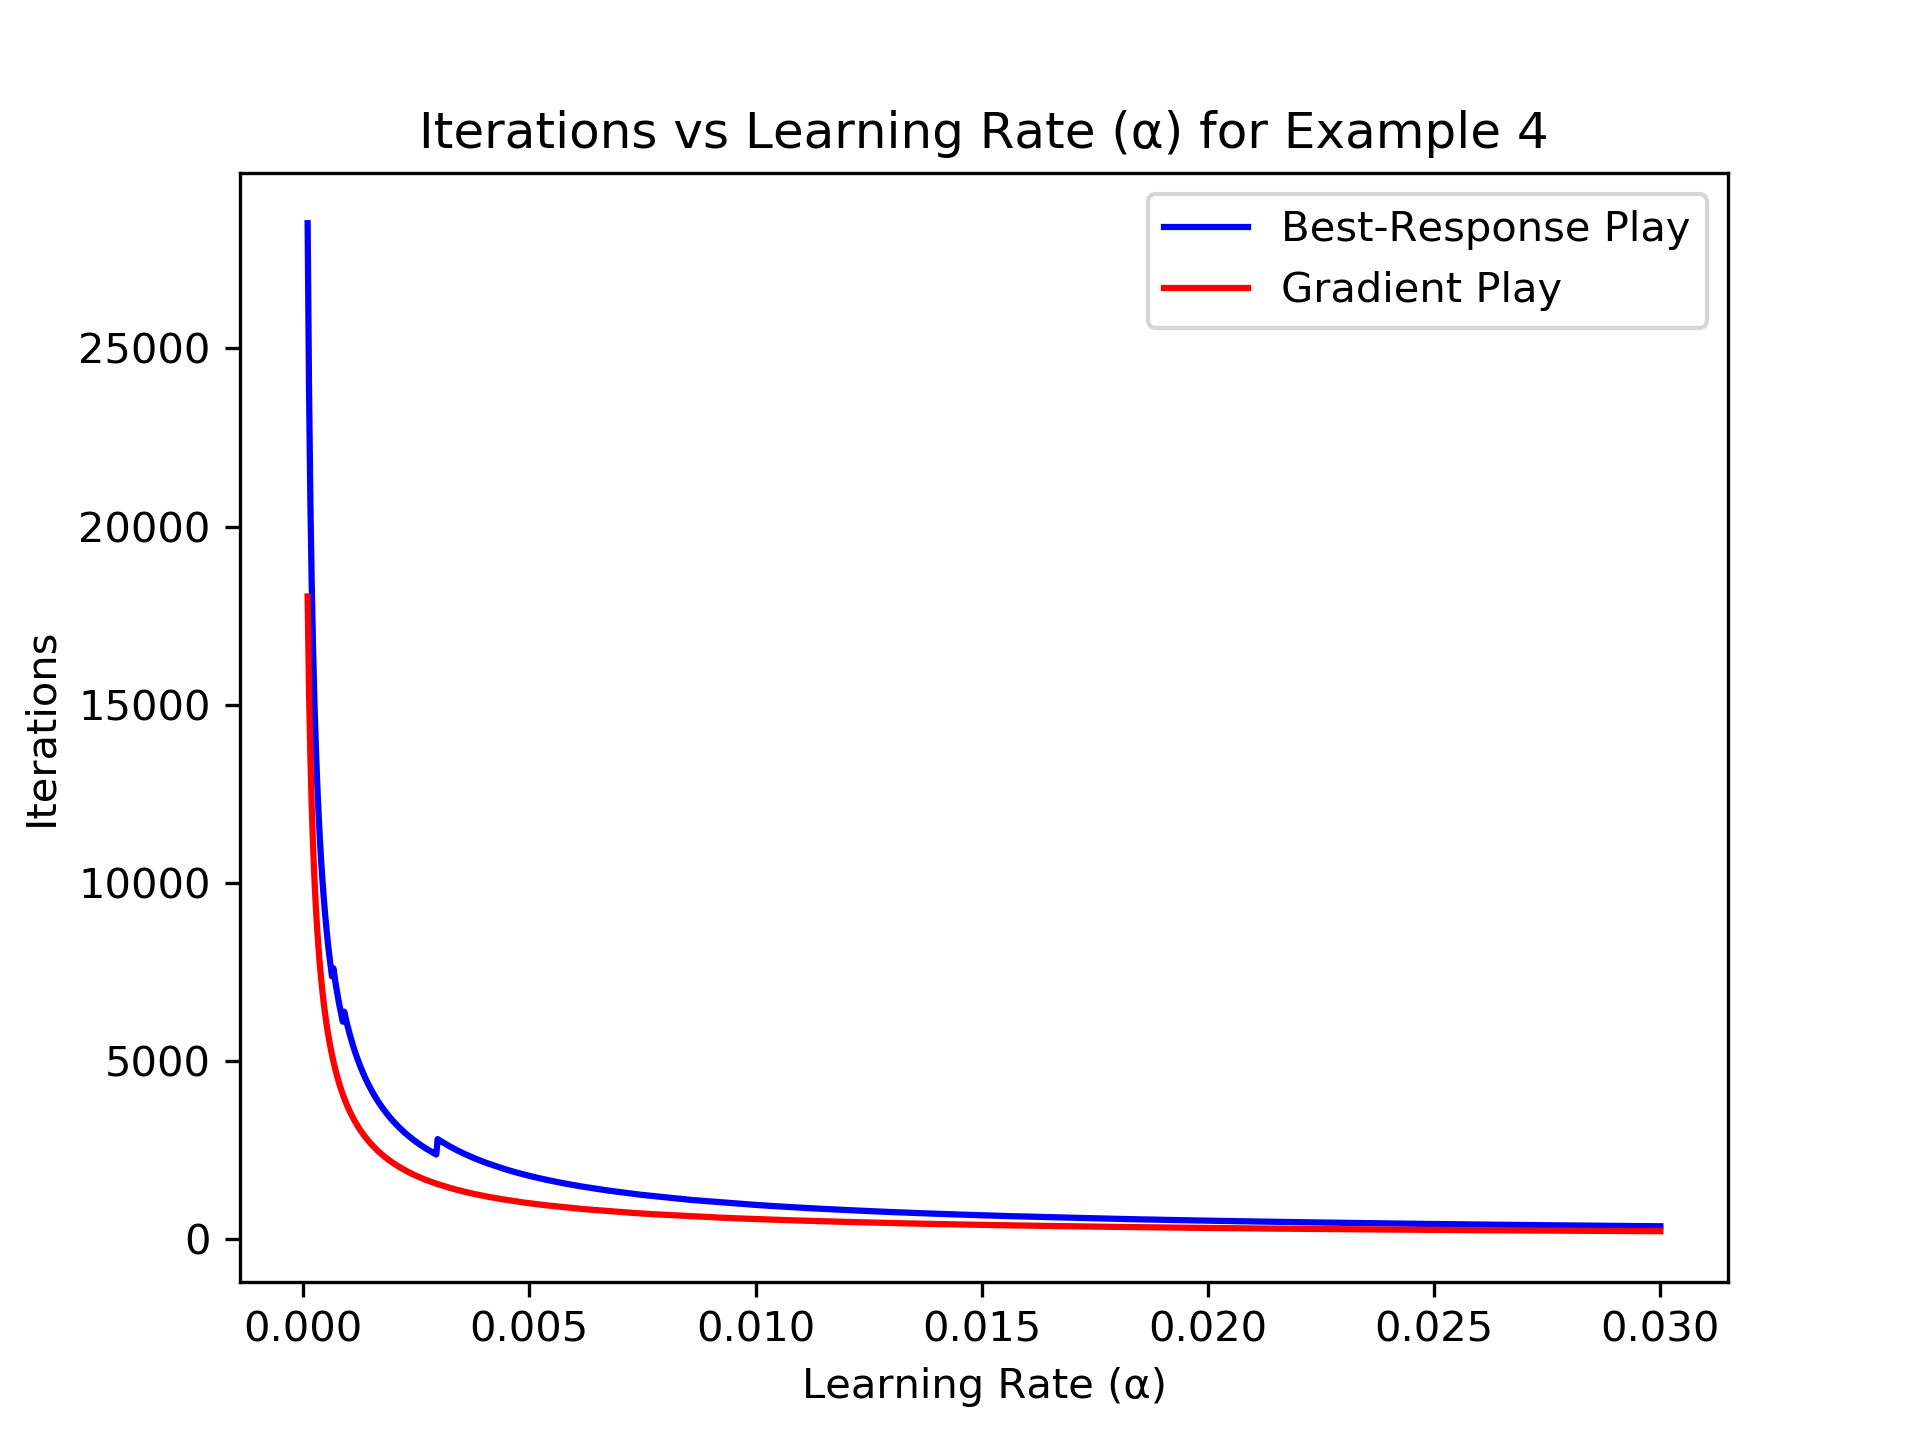 Iterations vs Learning Rate (α) for Example 4
Best-Response Play
Gradient Play
Iterations
25000
20000
15000
10000
5000
0
0.000 0.005 0.010 0.015 0.020 0.025 0.030
Learning Rate (α)